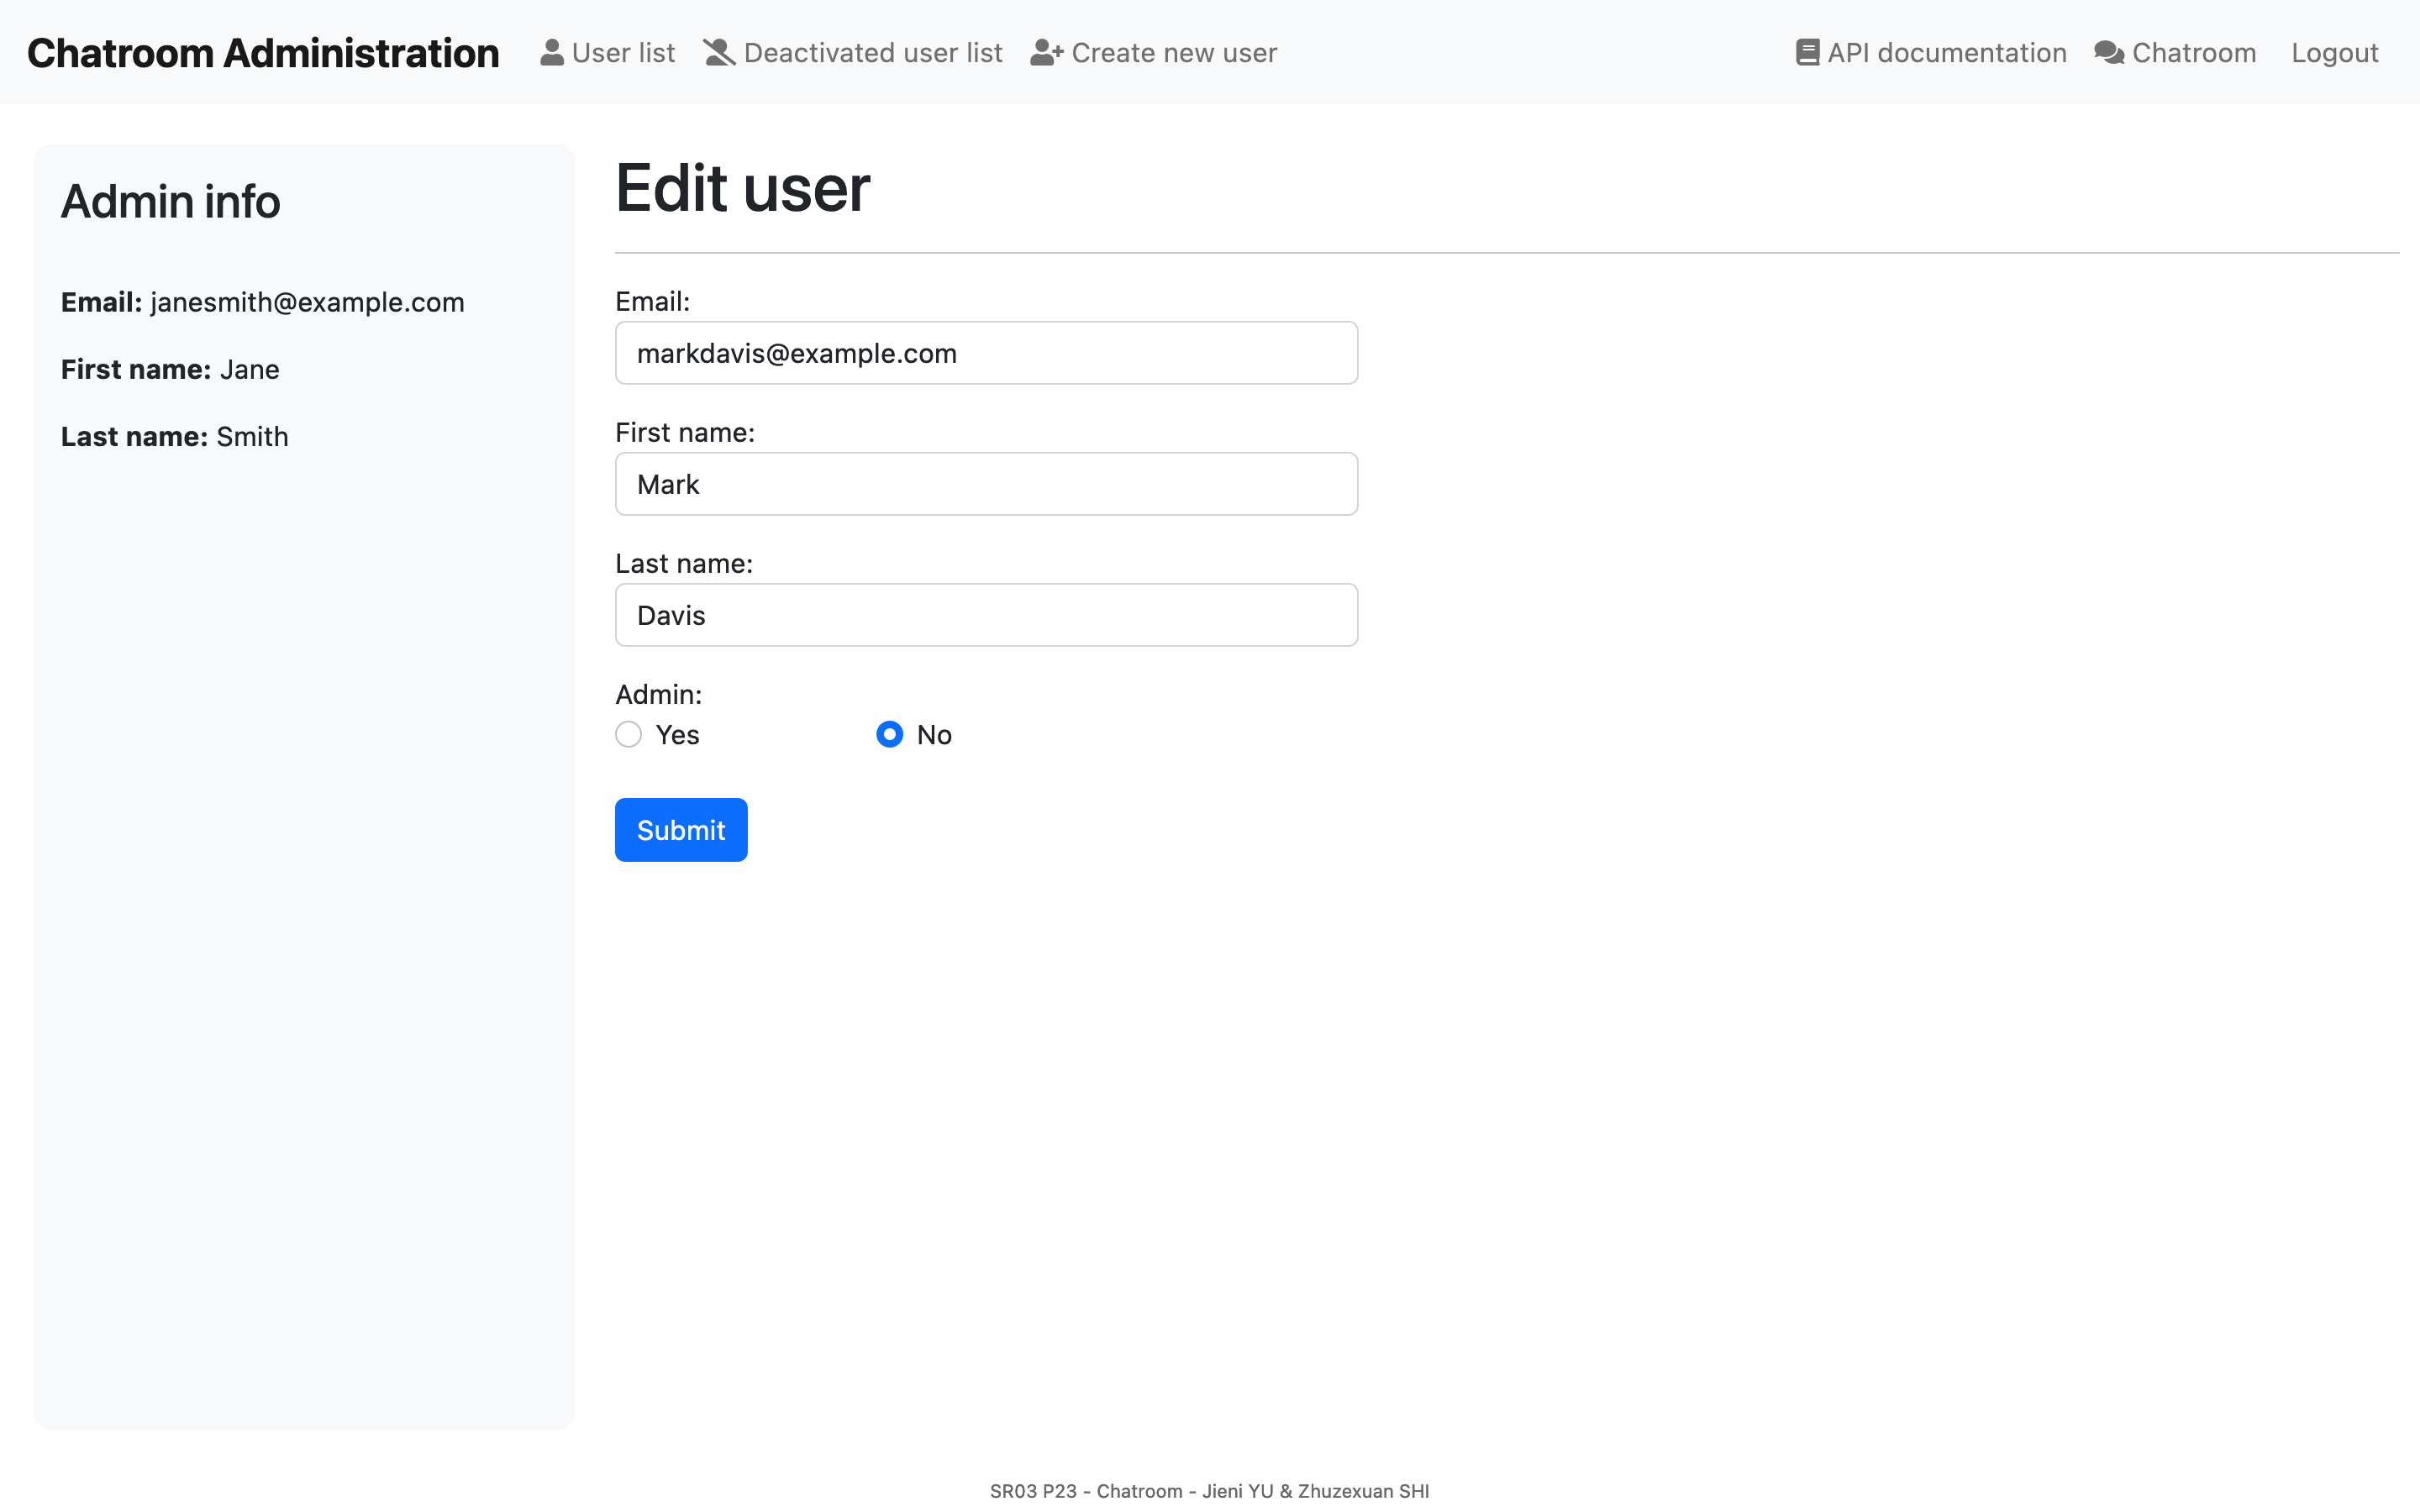 Chatroom Administration User list Deactivated user list Create new user API documentation Chatroom Logout
Admin info
Email: janesmith@example.com
First name: Jane
Last name: Smith
Edit user
Email:
markdavis@example.com
First name:
Mark
Last name:
Davis
Admin:
Yes No
Submit
SR03 P23 - Chatroom - Jieni YU & Zhuzexuan SHI